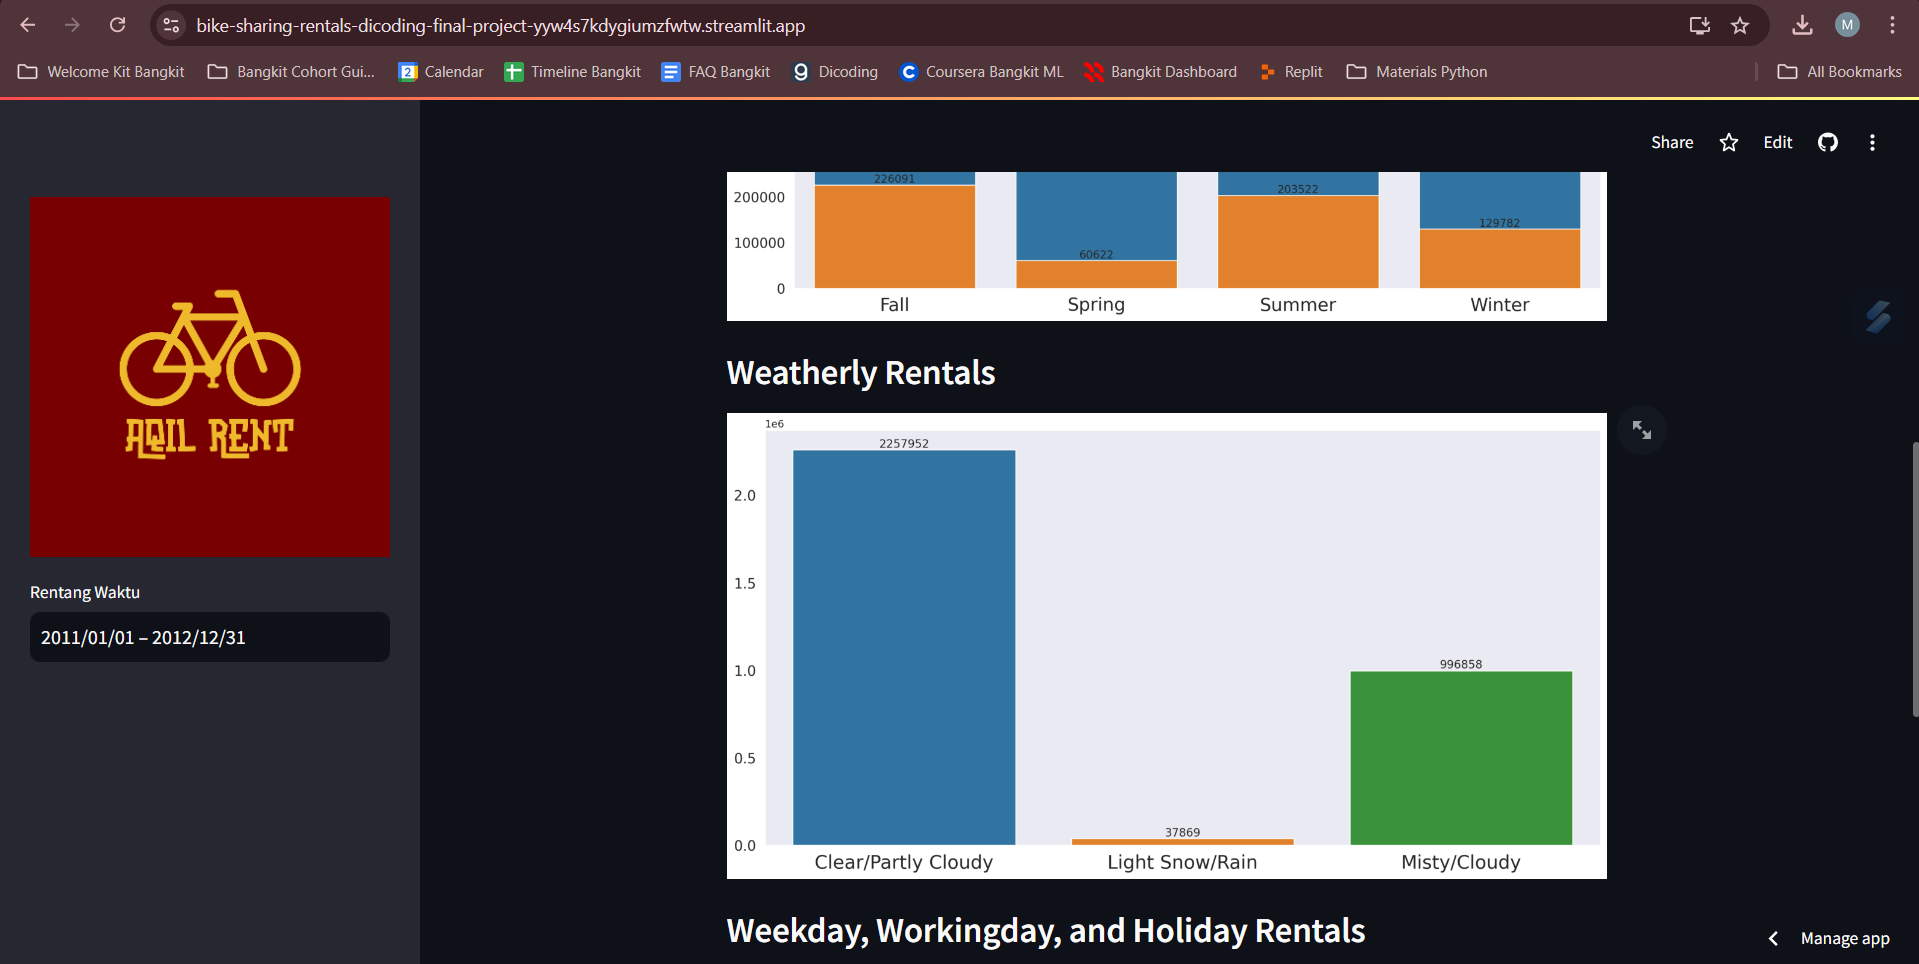 bike-sharing-rentals-dicoding-final-project-yyw4s7kdygiumzfwtw.streamlit.app
M
Welcome Kit Bangkit
Bangkit Cohort Gui...
2
Calendar
Timeline Bangkit
FAQ Bangkit
Dicoding
Coursera Bangkit ML
Bangkit Dashboard
Replit
Materials Python
All Bookmarks
Share
Edit
AQIL RENT
Rentang Waktu
2011/01/01 – 2012/12/31
200000
100000
0
226091
60622
203522
129782
Fall
Spring
Summer
Winter
Weatherly Rentals
1e6
2.0
1.5
1.0
0.5
0.0
2257952
37869
996858
Clear/Partly Cloudy
Light Snow/Rain
Misty/Cloudy
Weekday, Workingday, and Holiday Rentals
Manage app